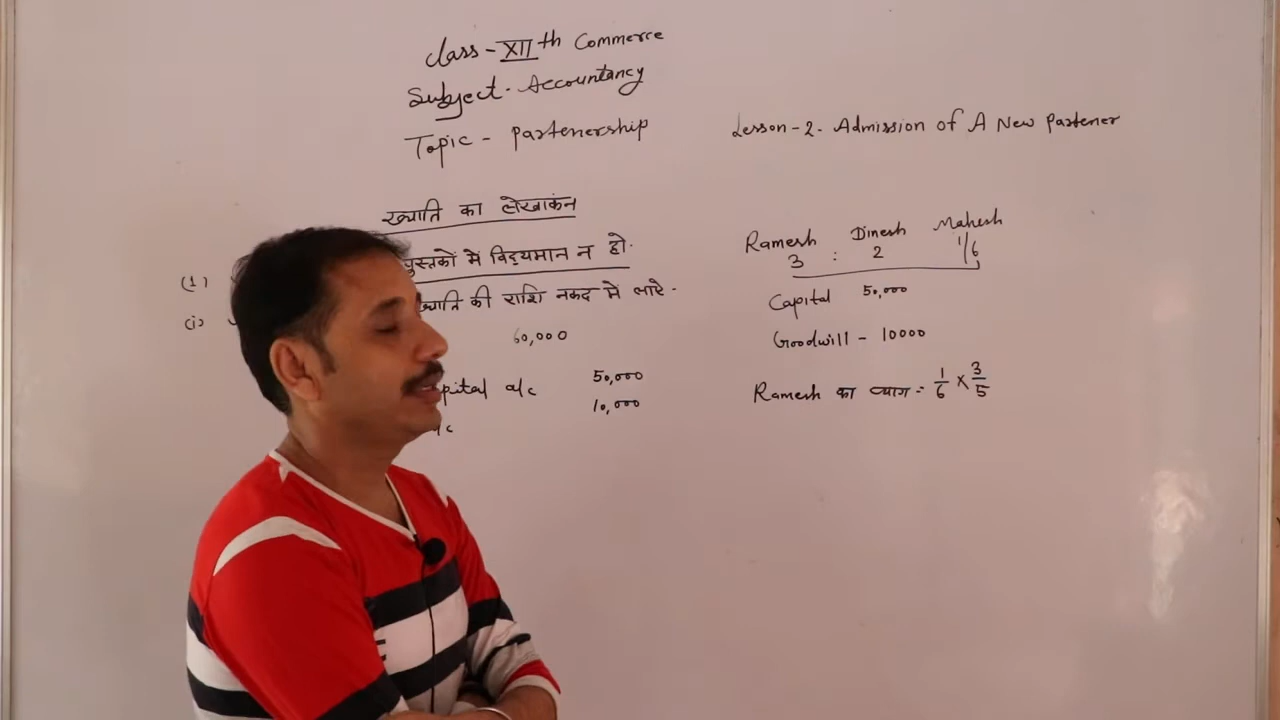 Class - XII th Commerce
Subject - Accountancy
Topic - Partenership
Lesson - 2. Admission of A New Partener
ख्याति का लेखाकंन
(1) पुस्तकों में विद्यमान न हो.
(i) ख्याति की राशि नकद में लाऐ.
60,000
pital a/c 50,000
10,000
/c
Ramesh Dinesh Mahesh
3 : 2 1/6
Capital 50,000
Goodwill - 10000
Ramesh का त्याग = 1/6 × 3/5